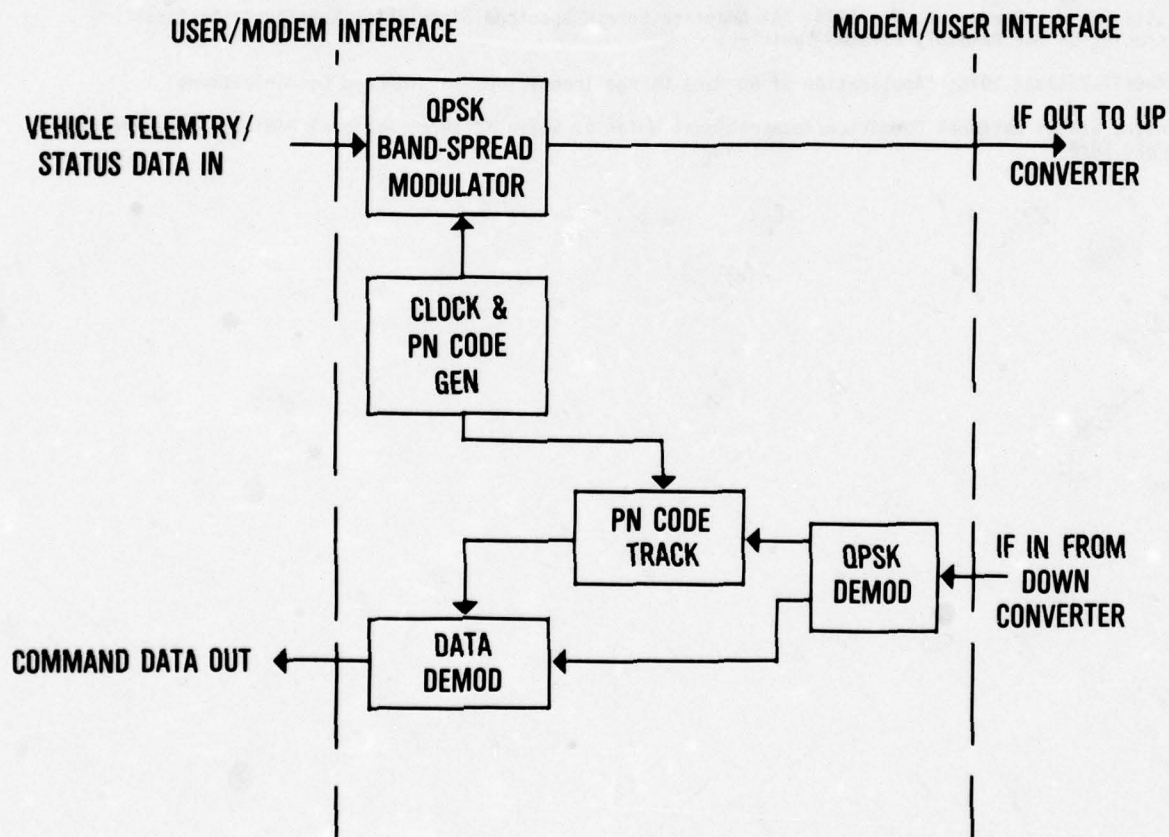 USER/MODEM INTERFACE
MODEM/USER INTERFACE
VEHICLE TELEMTRY/
STATUS DATA IN
QPSK
BAND-SPREAD
MODULATOR
IF OUT TO UP
CONVERTER
CLOCK &
PN CODE
GEN
PN CODE
TRACK
QPSK
DEMOD
IF IN FROM
DOWN
CONVERTER
COMMAND DATA OUT
DATA
DEMOD